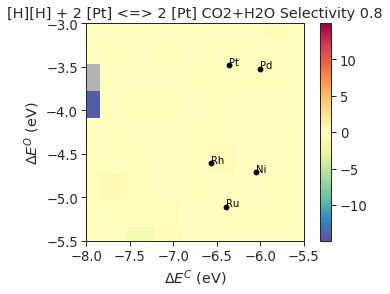 [H][H] + 2 [Pt] <=> 2 [Pt] CO2+H2O Selectivity 0.8
−3.0
−3.5
−4.0
−4.5
−5.0
−5.5
ΔE^O (eV)
Pt
Pd
Rh
Ni
Ru
−8.0 −7.5 −7.0 −6.5 −6.0 −5.5
ΔE^C (eV)
10
5
0
−5
−10